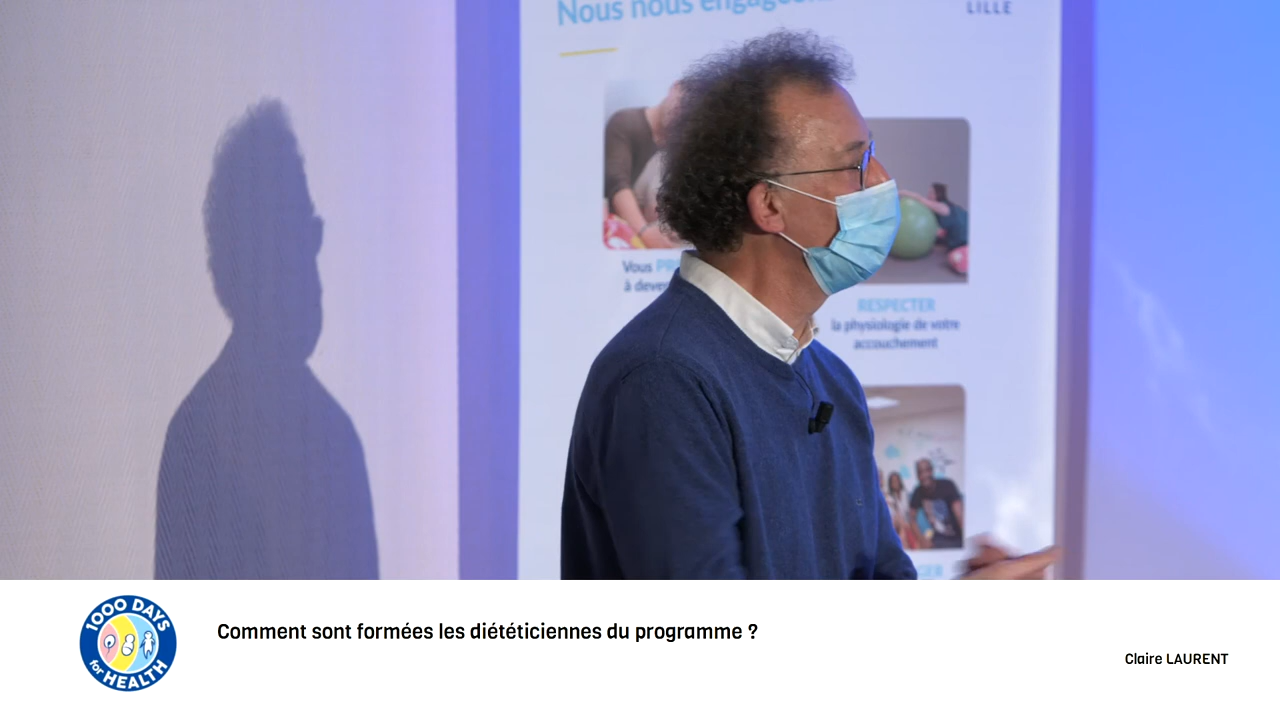 Nous nous
LILLE
Vous
RESPECTER
la physiologie de votre
accouchement
1000 DAYS
for HEALTH
Comment sont formées les diététiciennes du programme ?
Claire LAURENT